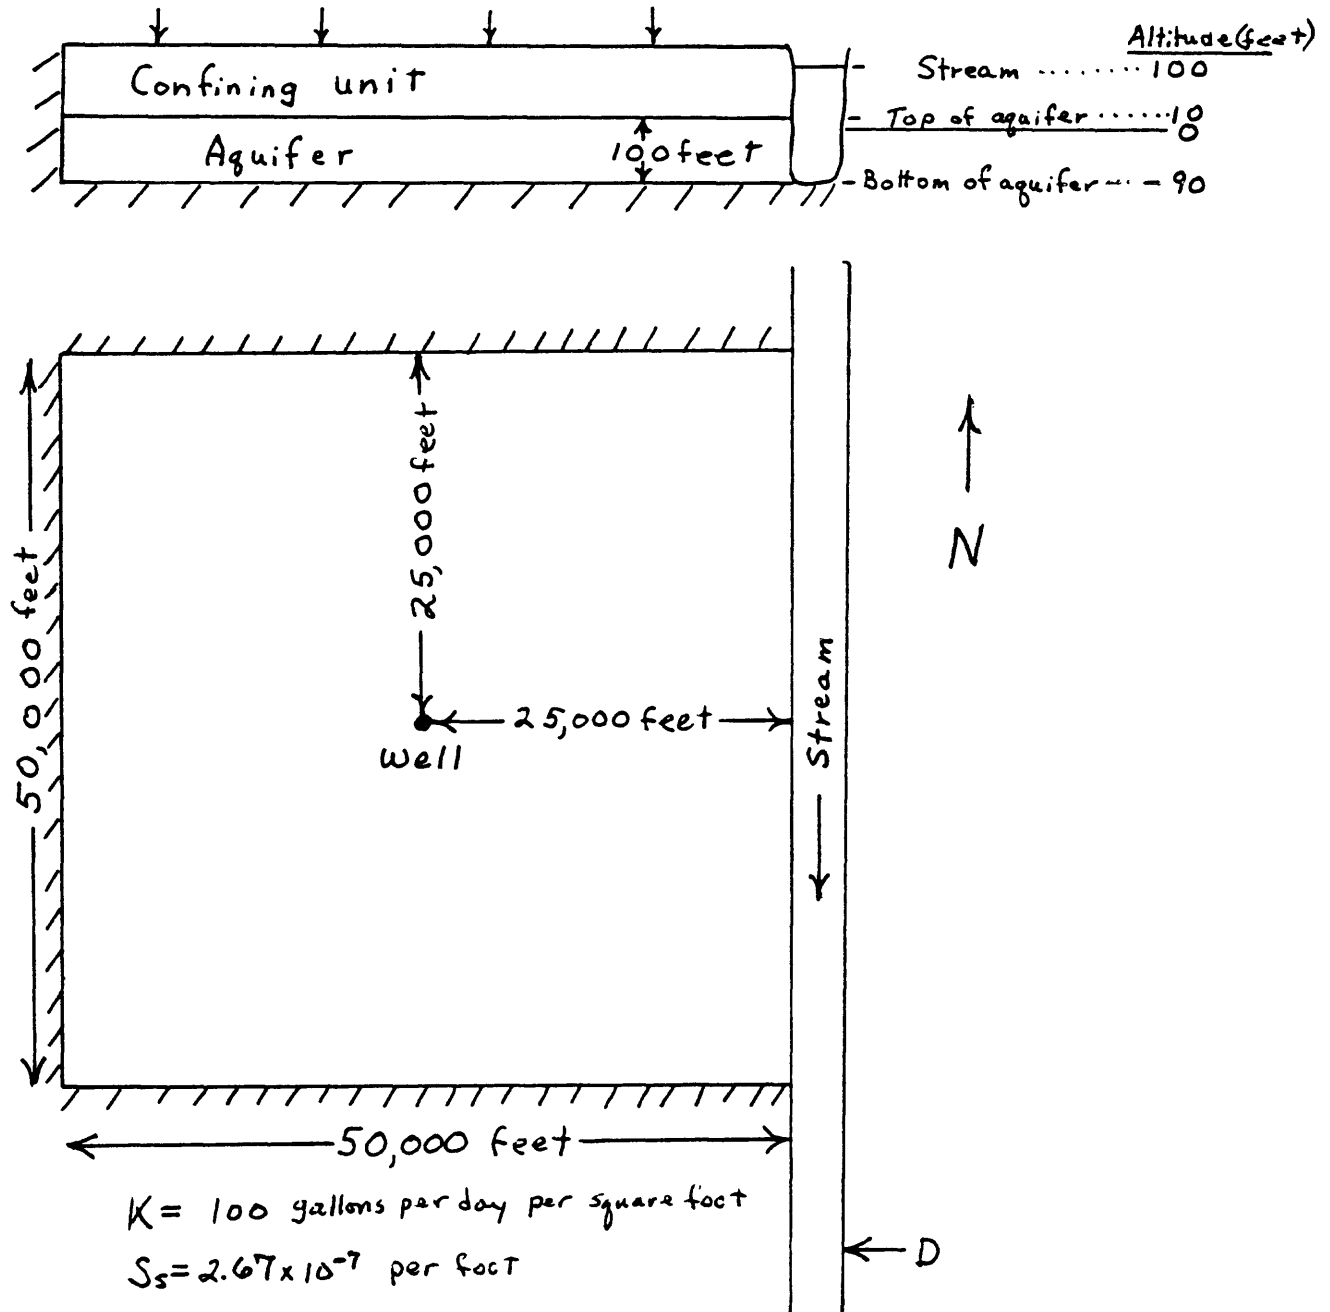 Altitude (feet)
Stream ........ 100
Confining unit
Top of aquifer ...... 10
0
Aquifer
100 feet
Bottom of aquifer -- . - 90
25,000 feet
N
50,000 feet
25,000 feet
Well
Stream
50,000 feet
K = 100 gallons per day per square foot
D
Ss = 2.67 x 10-7 per foot